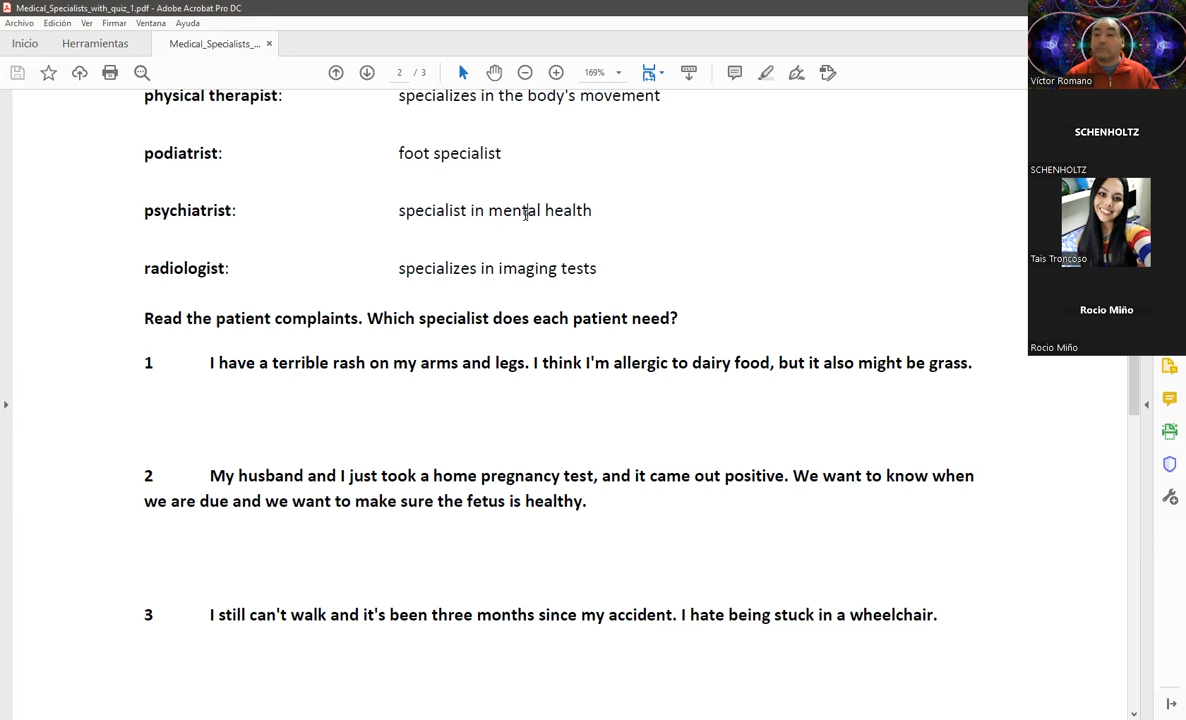 Medical_Specialists_with_quiz_1.pdf - Adobe Acrobat Pro DC
Archivo Edición Ver Firmar Ventana Ayuda
Inicio Herramientas Medical_Specialists_... ×
2 / 3 169%
physical therapist: specializes in the body's movement
podiatrist: foot specialist
psychiatrist: specialist in mental health
radiologist: specializes in imaging tests
Read the patient complaints. Which specialist does each patient need?
1 I have a terrible rash on my arms and legs. I think I'm allergic to dairy food, but it also might be grass.
2 My husband and I just took a home pregnancy test, and it came out positive. We want to know when
we are due and we want to make sure the fetus is healthy.
3 I still can't walk and it's been three months since my accident. I hate being stuck in a wheelchair.
Víctor Romano
SCHENHOLTZ
SCHENHOLTZ
Tais Troncoso
Rocio Miño
Rocio Miño